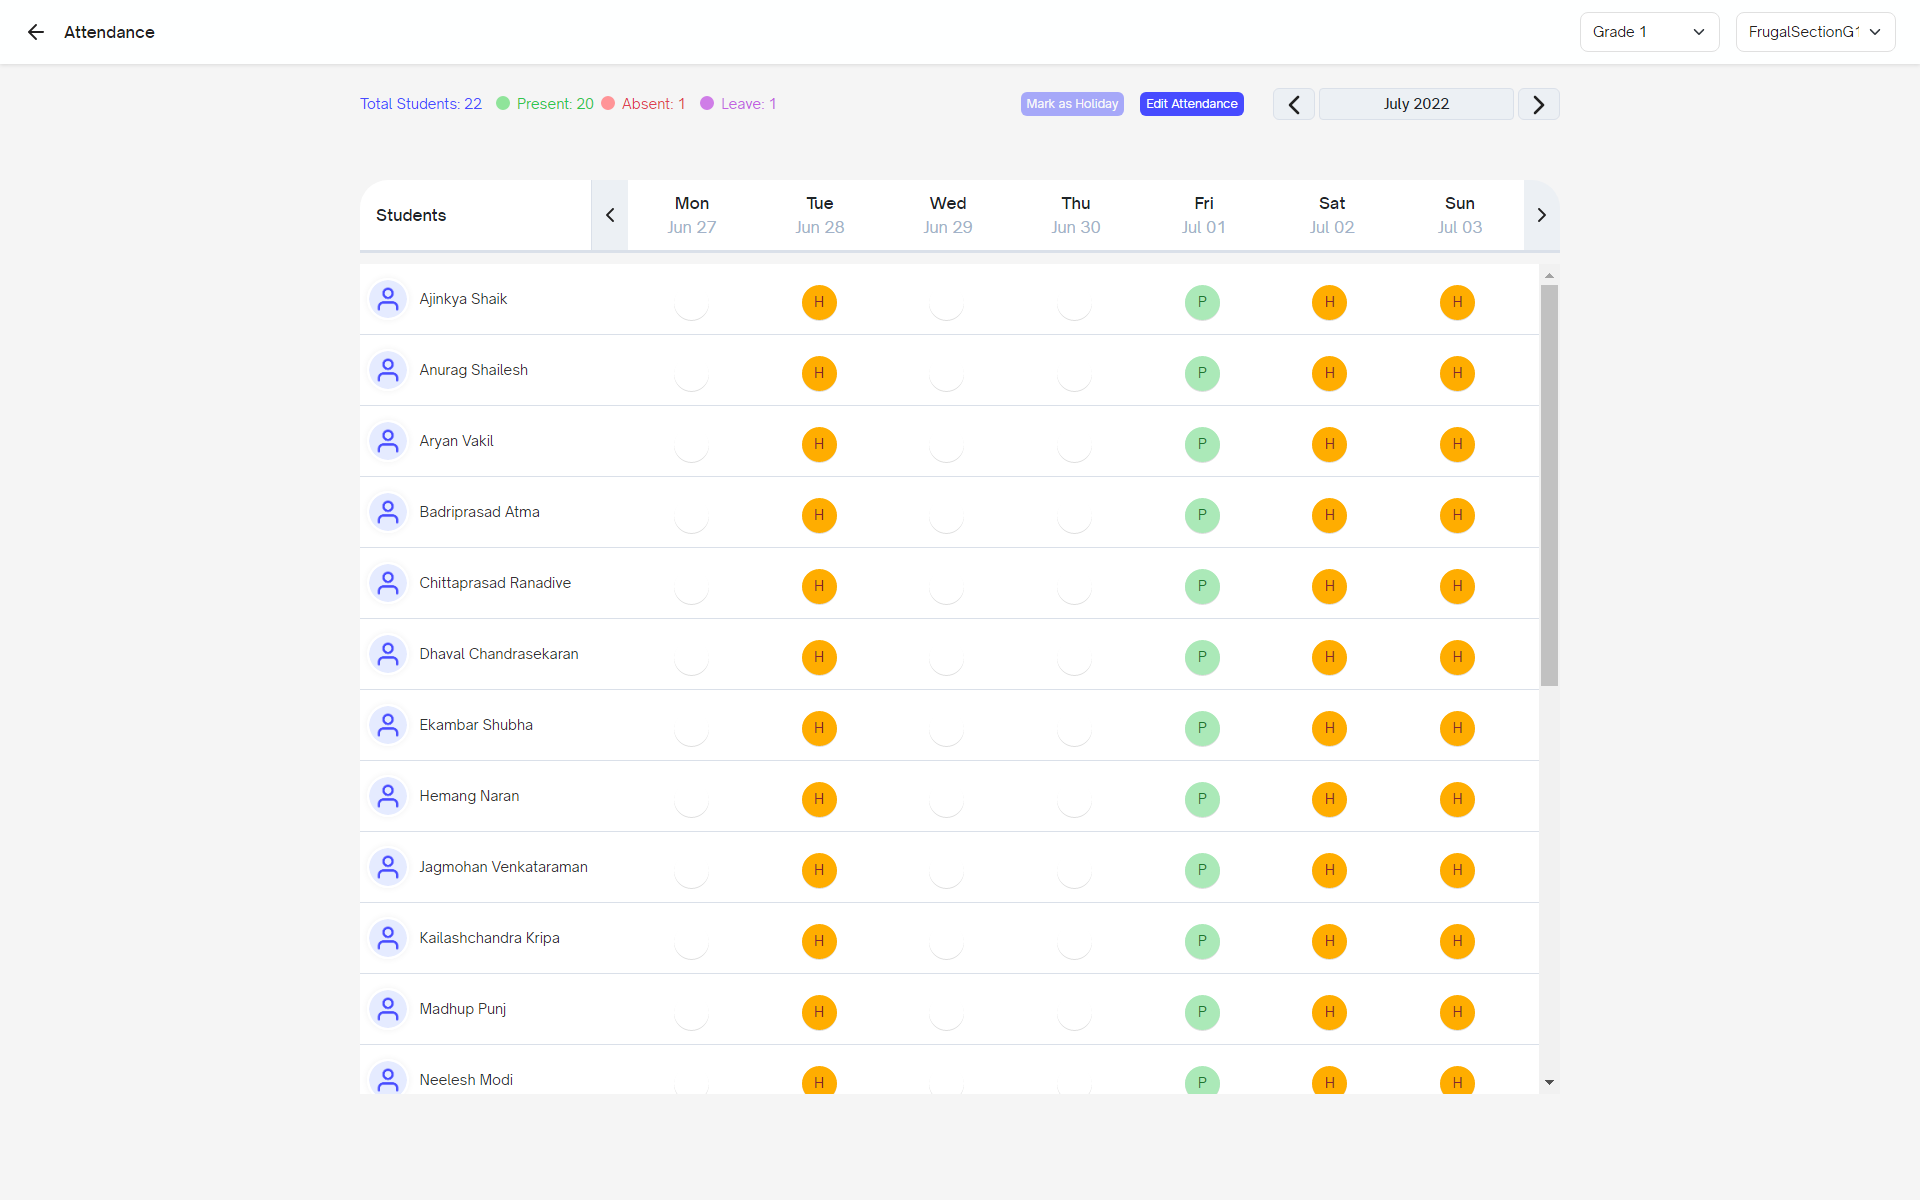 Attendance
Grade 1
FrugalSectionG1
Total Students: 22 Present: 20 Absent: 1 Leave: 1
Mark as Holiday
Edit Attendance
July 2022
Students Mon Tue Wed Thu Fri Sat Sun
Jun 27 Jun 28 Jun 29 Jun 30 Jul 01 Jul 02 Jul 03
Ajinkya Shaik H P H H
Anurag Shailesh H P H H
Aryan Vakil H P H H
Badriprasad Atma H P H H
Chittaprasad Ranadive H P H H
Dhaval Chandrasekaran H P H H
Ekambar Shubha H P H H
Hemang Naran H P H H
Jagmohan Venkataraman H P H H
Kailashchandra Kripa H P H H
Madhup Punj H P H H
Neelesh Modi H P H H